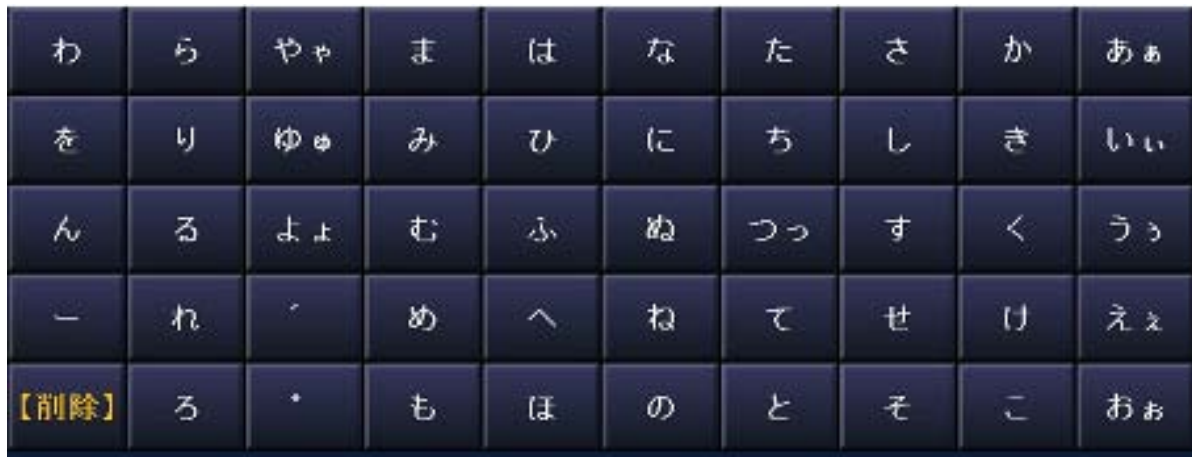 わ ら やゃ ま は な た さ か あぁ
を り ゆゅ み ひ に ち し き いぃ
ん る よょ む ふ ぬ つっ す く うぅ
ー れ ゛ め へ ね て せ け えぇ
【削除】 ろ ゜ も ほ の と そ こ おぉ